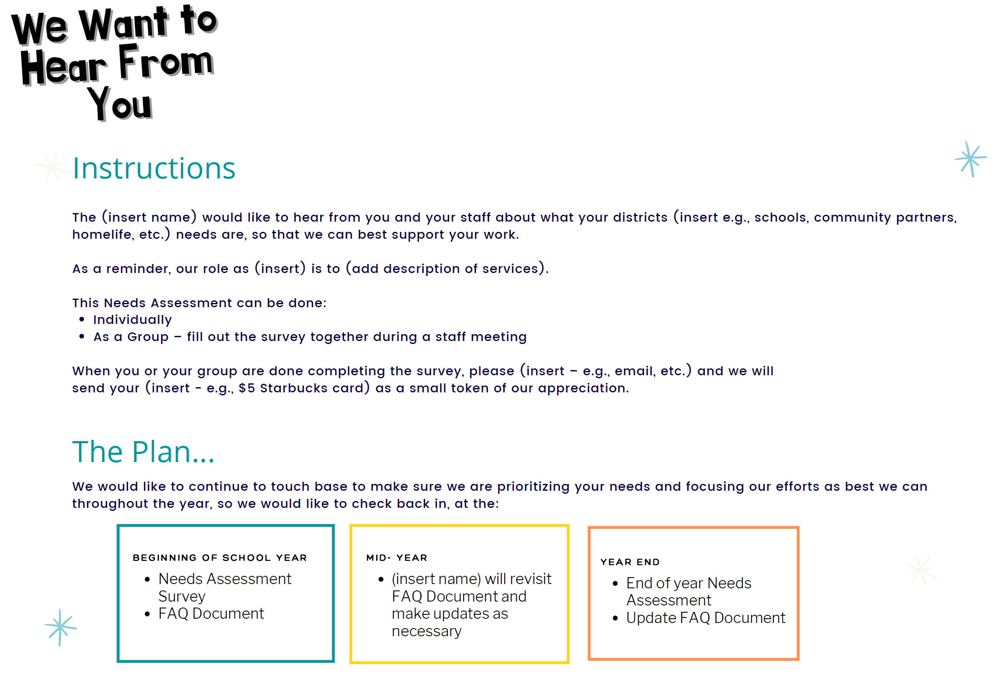 We Want to
Hear From
You
Instructions
The (insert name) would like to hear from you and your staff about what your districts (insert e.g., schools, community partners,
homelife, etc.) needs are, so that we can best support your work.
As a reminder, our role as (insert) is to (add description of services).
This Needs Assessment can be done:
• Individually
• As a Group – fill out the survey together during a staff meeting
When you or your group are done completing the survey, please (insert – e.g., email, etc.) and we will
send your (insert - e.g., $5 Starbucks card) as a small token of our appreciation.
The Plan...
We would like to continue to touch base to make sure we are prioritizing your needs and focusing our efforts as best we can
throughout the year, so we would like to check back in, at the:
BEGINNING OF SCHOOL YEAR
• Needs Assessment
Survey
• FAQ Document
MID- YEAR
• (insert name) will revisit
FAQ Document and
make updates as
necessary
YEAR END
• End of year Needs
Assessment
• Update FAQ Document